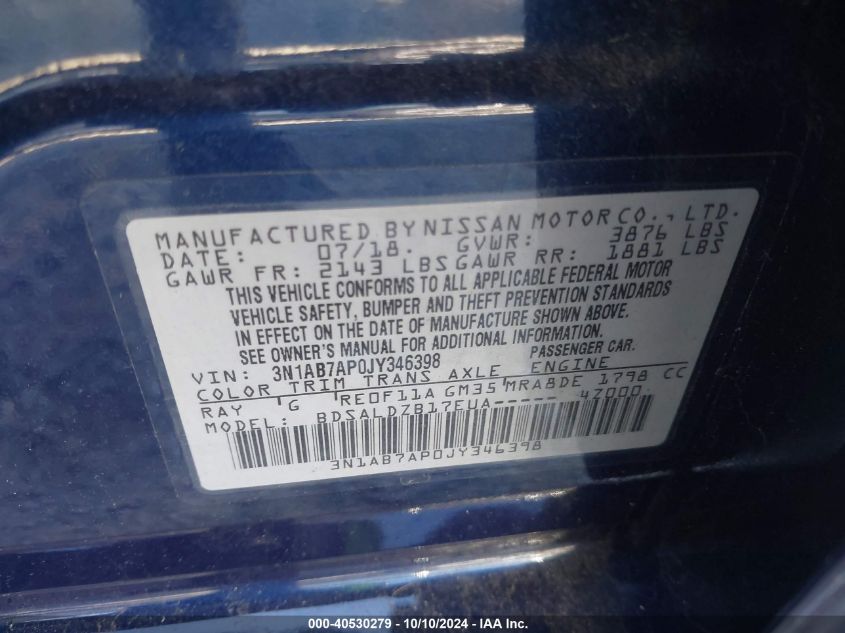 MANUFACTURED BY NISSAN MOTOR CO., LTD.
DATE: 07/18. GVWR: 3876 LBS
GAWR FR: 2143 LBS GAWR RR: 1881 LBS
THIS VEHICLE CONFORMS TO ALL APPLICABLE FEDERAL MOTOR
VEHICLE SAFETY, BUMPER AND THEFT PREVENTION STANDARDS
IN EFFECT ON THE DATE OF MANUFACTURE SHOWN ABOVE.
SEE OWNER'S MANUAL FOR ADDITIONAL INFORMATION.
VIN: 3N1AB7AP0JY346398 PASSENGER CAR.
COLOR TRIM TRANS AXLE ENGINE
RAY G RE0F11A GM35 MRA8DE 1798 CC
MODEL: BDSALDZB17EUA----- 4Z000
3N1AB7AP0JY346398
000-40530279 - 10/10/2024 - IAA Inc.